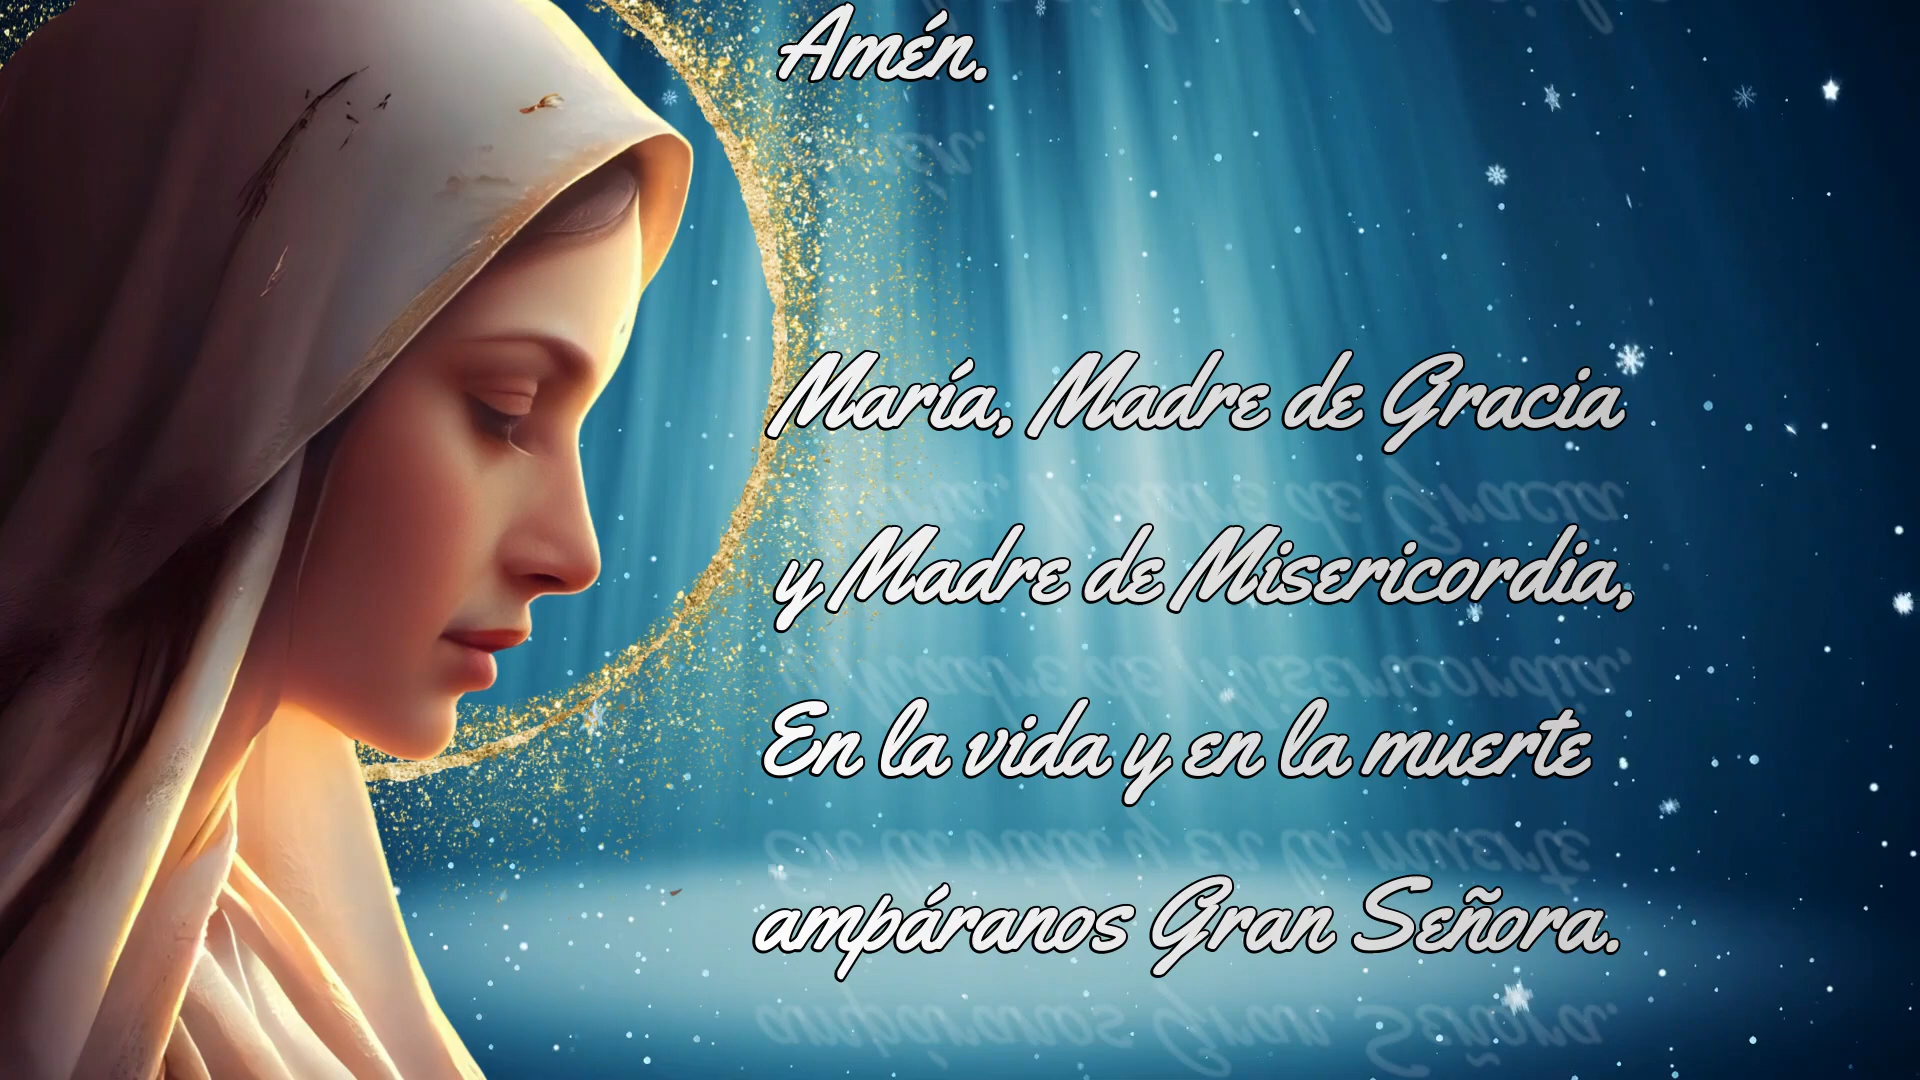 Amén.
María, Madre de Gracia
y Madre de Misericordia,
En la vida y en la muerte
ampáranos Gran Señora.